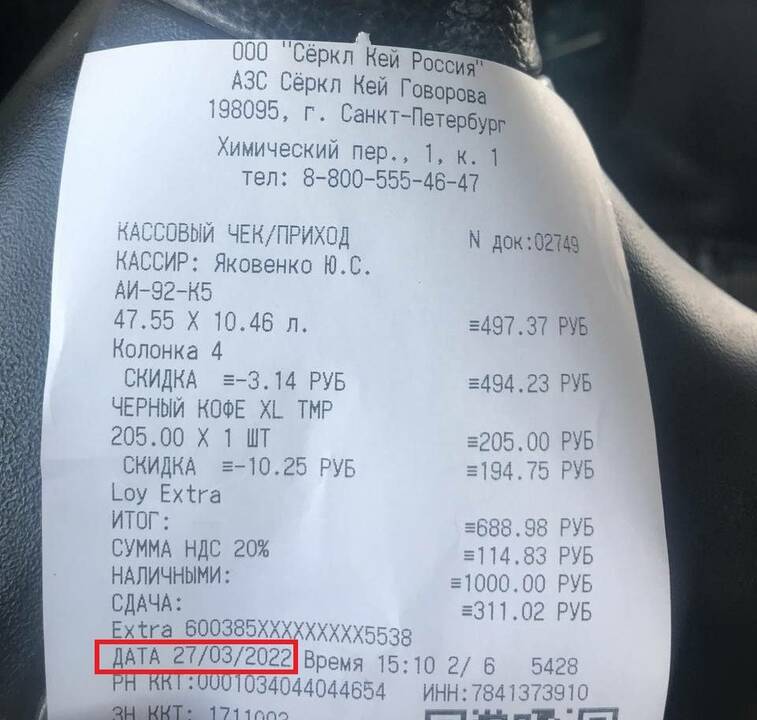 ООО "Сёркл Кей Россия"
АЗС Сёркл Кей Говорова
198095, г. Санкт-Петербург
Химический пер., 1, к. 1
тел: 8-800-555-46-47
КАССОВЫЙ ЧЕК/ПРИХОД N док:02749
КАССИР: Яковенко Ю.С.
АИ-92-К5
47.55 X 10.46 л. ≡497.37 РУБ
Колонка 4
СКИДКА ≡-3.14 РУБ ≡494.23 РУБ
ЧЕРНЫЙ КОФЕ XL TMP
205.00 X 1 ШТ ≡205.00 РУБ
СКИДКА ≡-10.25 РУБ ≡194.75 РУБ
Loy Extra
ИТОГ: ≡688.98 РУБ
СУММА НДС 20% ≡114.83 РУБ
НАЛИЧНЫМИ: ≡1000.00 РУБ
СДАЧА: ≡311.02 РУБ
Extra 600385XXXXXXXXX5538
ДАТА 27/03/2022 Время 15:10 2/ 6 5428
РН ККТ:0001034044044654 ИНН:7841373910
ЗН ККТ: